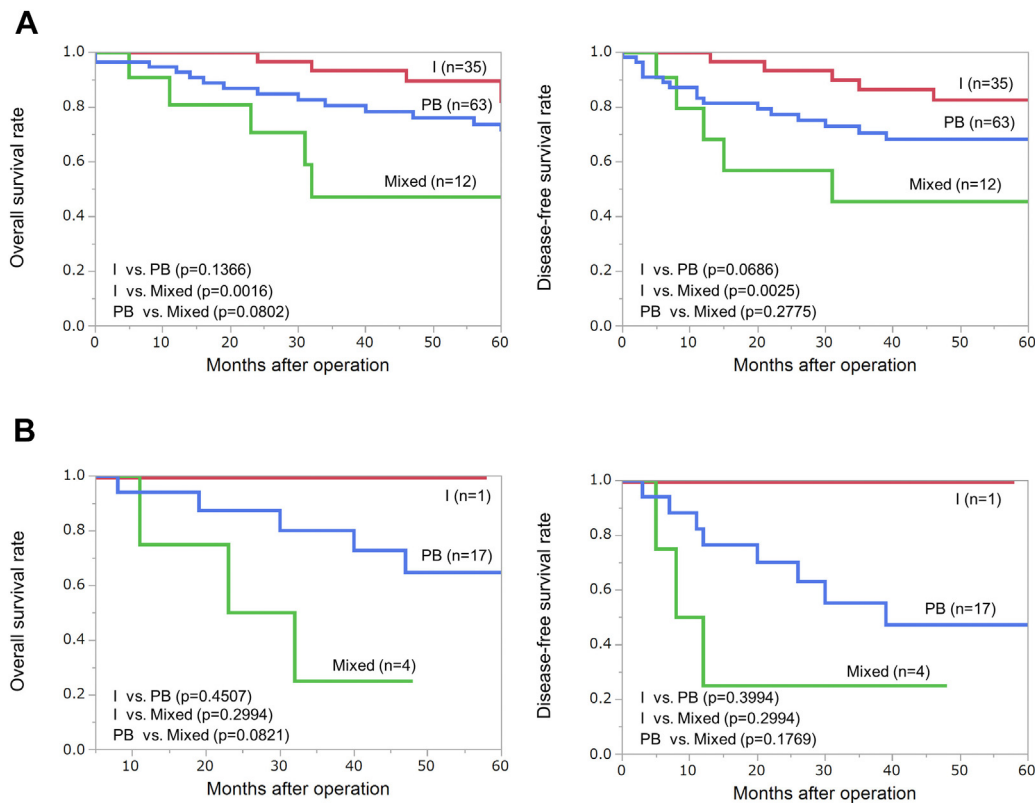 A
Overall survival rate
1.0
0.8
0.6
0.4
0.2
0.0
I (n=35)
PB (n=63)
Mixed (n=12)
I vs. PB (p=0.1366)
I vs. Mixed (p=0.0016)
PB vs. Mixed (p=0.0802)
0 10 20 30 40 50 60
Months after operation
Disease-free survival rate
1.0
0.8
0.6
0.4
0.2
0.0
I (n=35)
PB (n=63)
Mixed (n=12)
I vs. PB (p=0.0686)
I vs. Mixed (p=0.0025)
PB vs. Mixed (p=0.2775)
0 10 20 30 40 50 60
Months after operation
B
Overall survival rate
1.0
0.8
0.6
0.4
0.2
0.0
I (n=1)
PB (n=17)
Mixed (n=4)
I vs. PB (p=0.4507)
I vs. Mixed (p=0.2994)
PB vs. Mixed (p=0.0821)
10 20 30 40 50 60
Months after operation
Disease-free survival rate
1.0
0.8
0.6
0.4
0.2
0.0
I (n=1)
PB (n=17)
Mixed (n=4)
I vs. PB (p=0.3994)
I vs. Mixed (p=0.2994)
PB vs. Mixed (p=0.1769)
0 10 20 30 40 50 60
Months after operation